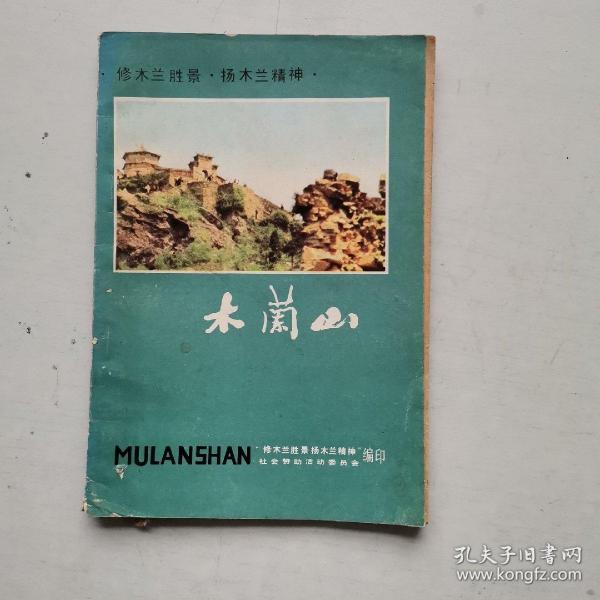 ·修木兰胜景·扬木兰精神·
木蘭山
MULANSHAN
“修木兰胜景扬木兰精神”
社会赞助活动委员会
编印
孔夫子旧书网
www.kongfz.com